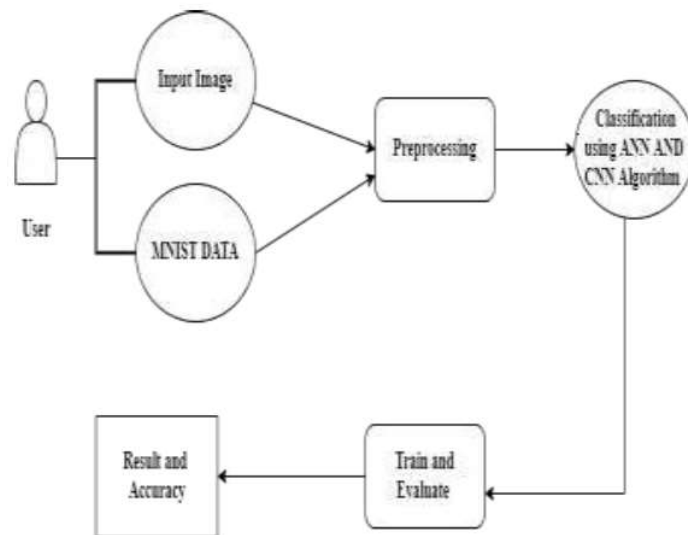 Input Image
User
MNIST DATA
Preprocessing
Classification
using ANN AND
CNN Algorithm
Train and
Evaluate
Result and
Accuracy